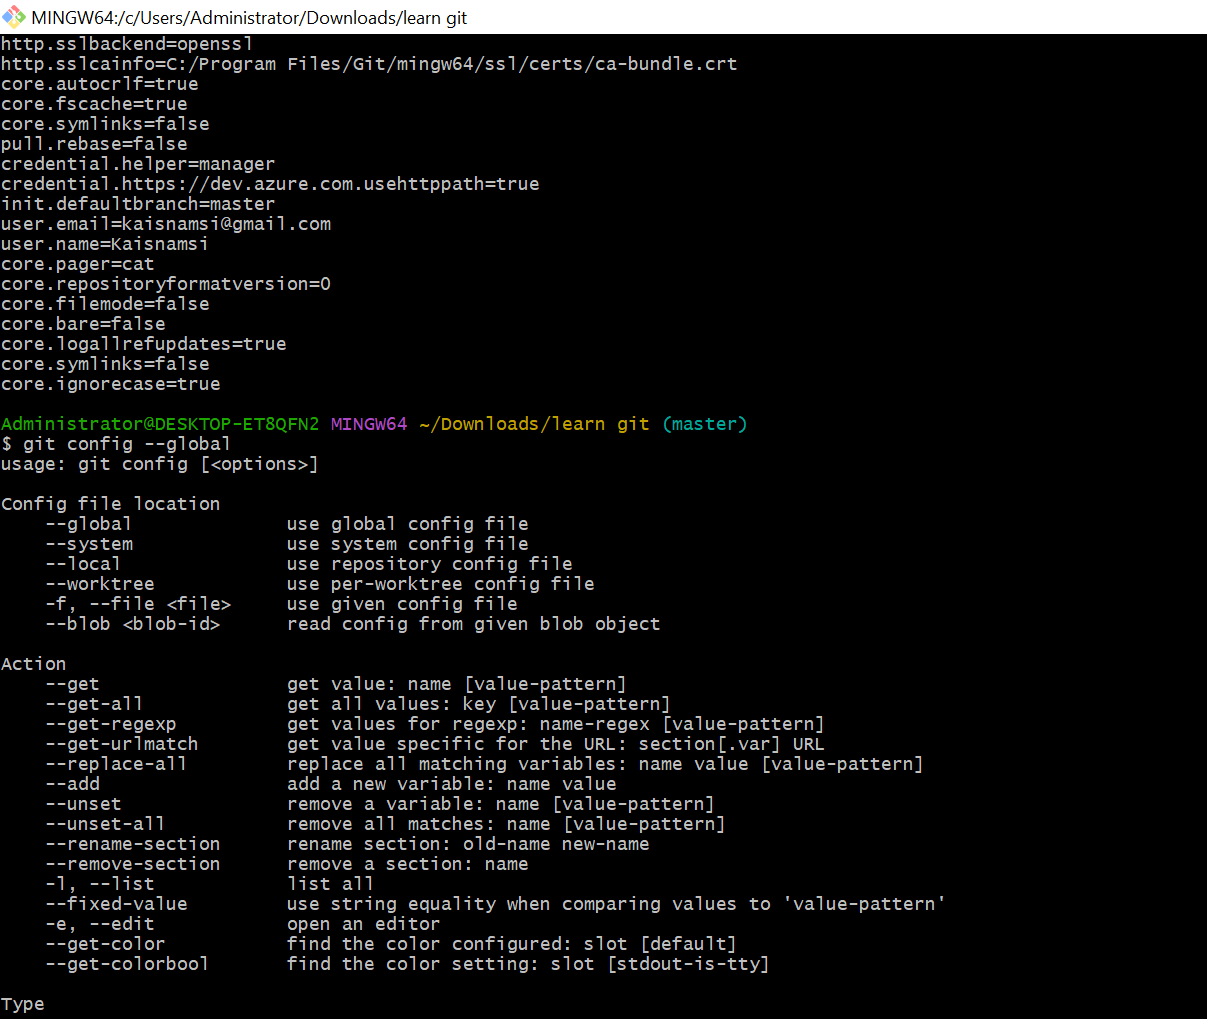 MINGW64:/c/Users/Administrator/Downloads/learn git
http.sslbackend=openssl
http.sslcainfo=C:/Program Files/Git/mingw64/ssl/certs/ca-bundle.crt
core.autocrlf=true
core.fscache=true
core.symlinks=false
pull.rebase=false
credential.helper=manager
credential.https://dev.azure.com.usehttppath=true
init.defaultbranch=master
user.email=kaisnamsi@gmail.com
user.name=Kaisnamsi
core.pager=cat
core.repositoryformatversion=0
core.filemode=false
core.bare=false
core.logallrefupdates=true
core.symlinks=false
core.ignorecase=true
Administrator@DESKTOP-ET8QFN2 MINGW64 ~/Downloads/learn git (master)
$ git config --global
usage: git config [<options>]
Config file location
--global use global config file
--system use system config file
--local use repository config file
--worktree use per-worktree config file
-f, --file <file> use given config file
--blob <blob-id> read config from given blob object
Action
--get get value: name [value-pattern]
--get-all get all values: key [value-pattern]
--get-regexp get values for regexp: name-regex [value-pattern]
--get-urlmatch get value specific for the URL: section[.var] URL
--replace-all replace all matching variables: name value [value-pattern]
--add add a new variable: name value
--unset remove a variable: name [value-pattern]
--unset-all remove all matches: name [value-pattern]
--rename-section rename section: old-name new-name
--remove-section remove a section: name
-l, --list list all
--fixed-value use string equality when comparing values to 'value-pattern'
-e, --edit open an editor
--get-color find the color configured: slot [default]
--get-colorbool find the color setting: slot [stdout-is-tty]
Type